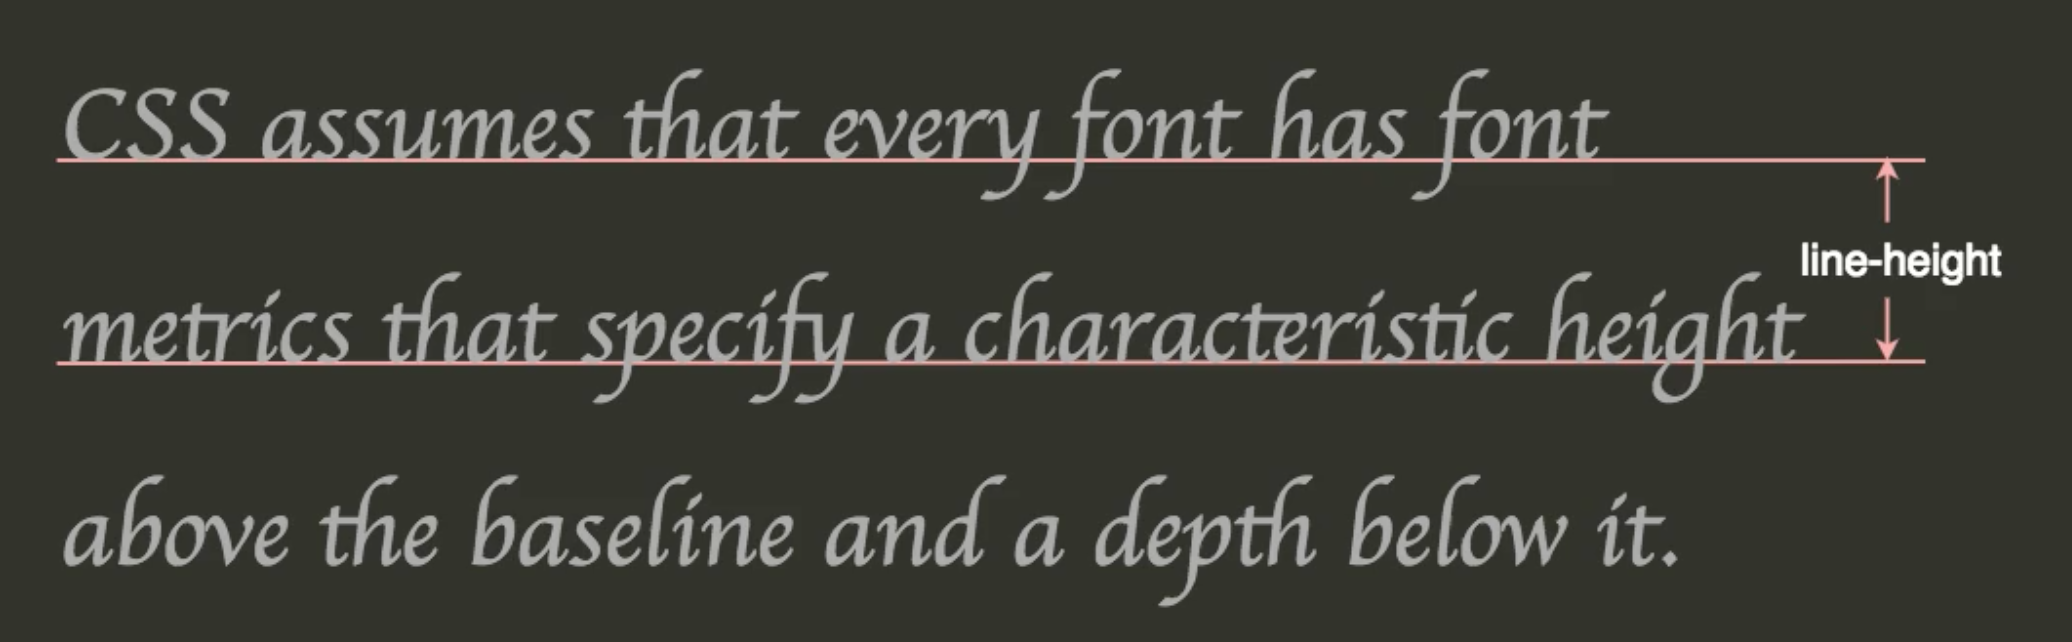 CSS assumes that every font has font
line-height
metrics that specify a characteristic height
above the baseline and a depth below it.